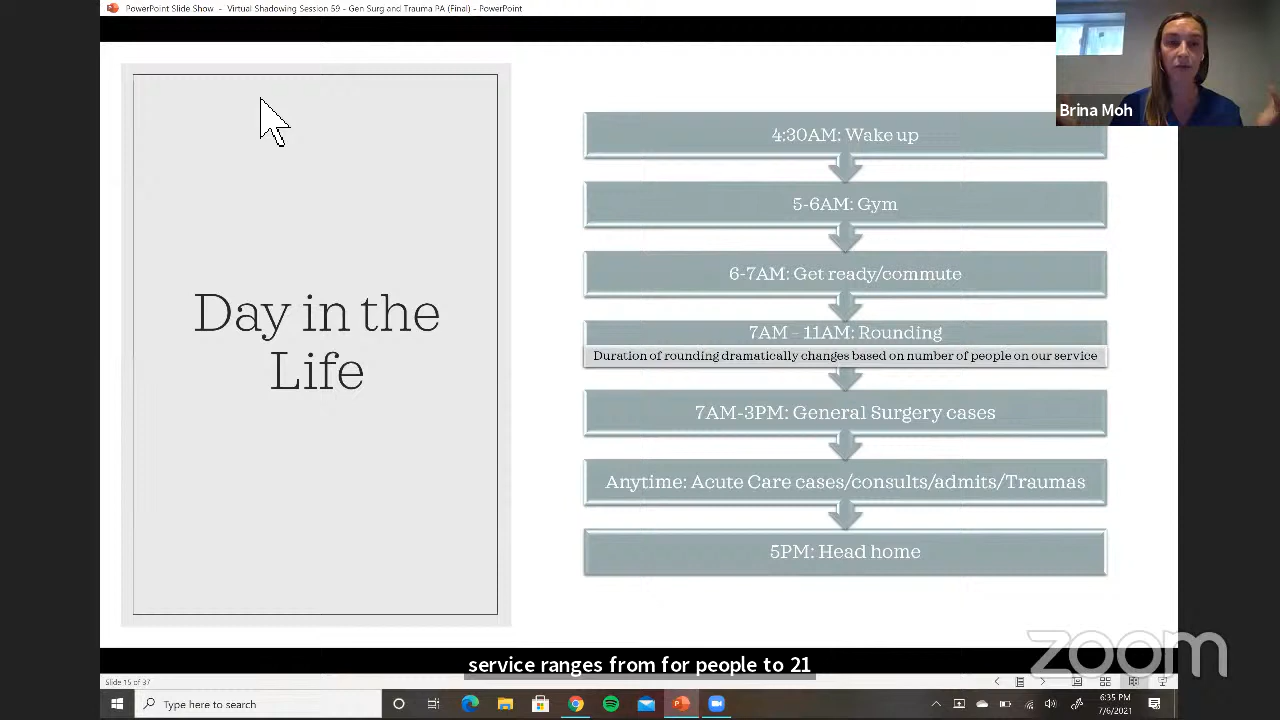 PowerPoint Slide Show - Virtual Shadowing Session 59 - Gen Surg and Trauma PA (Final) - PowerPoint
Brina Moh
Day in the
Life
4:30AM: Wake up
5-6AM: Gym
6-7AM: Get ready/commute
7AM - 11AM: Rounding
Duration of rounding dramatically changes based on number of people on our service
7AM-3PM: General Surgery cases
Anytime: Acute Care cases/consults/admits/Traumas
5PM: Head home
zoom
service ranges from for people to 21
Slide 15 of 37
Type here to search
6:35 PM
7/6/2021